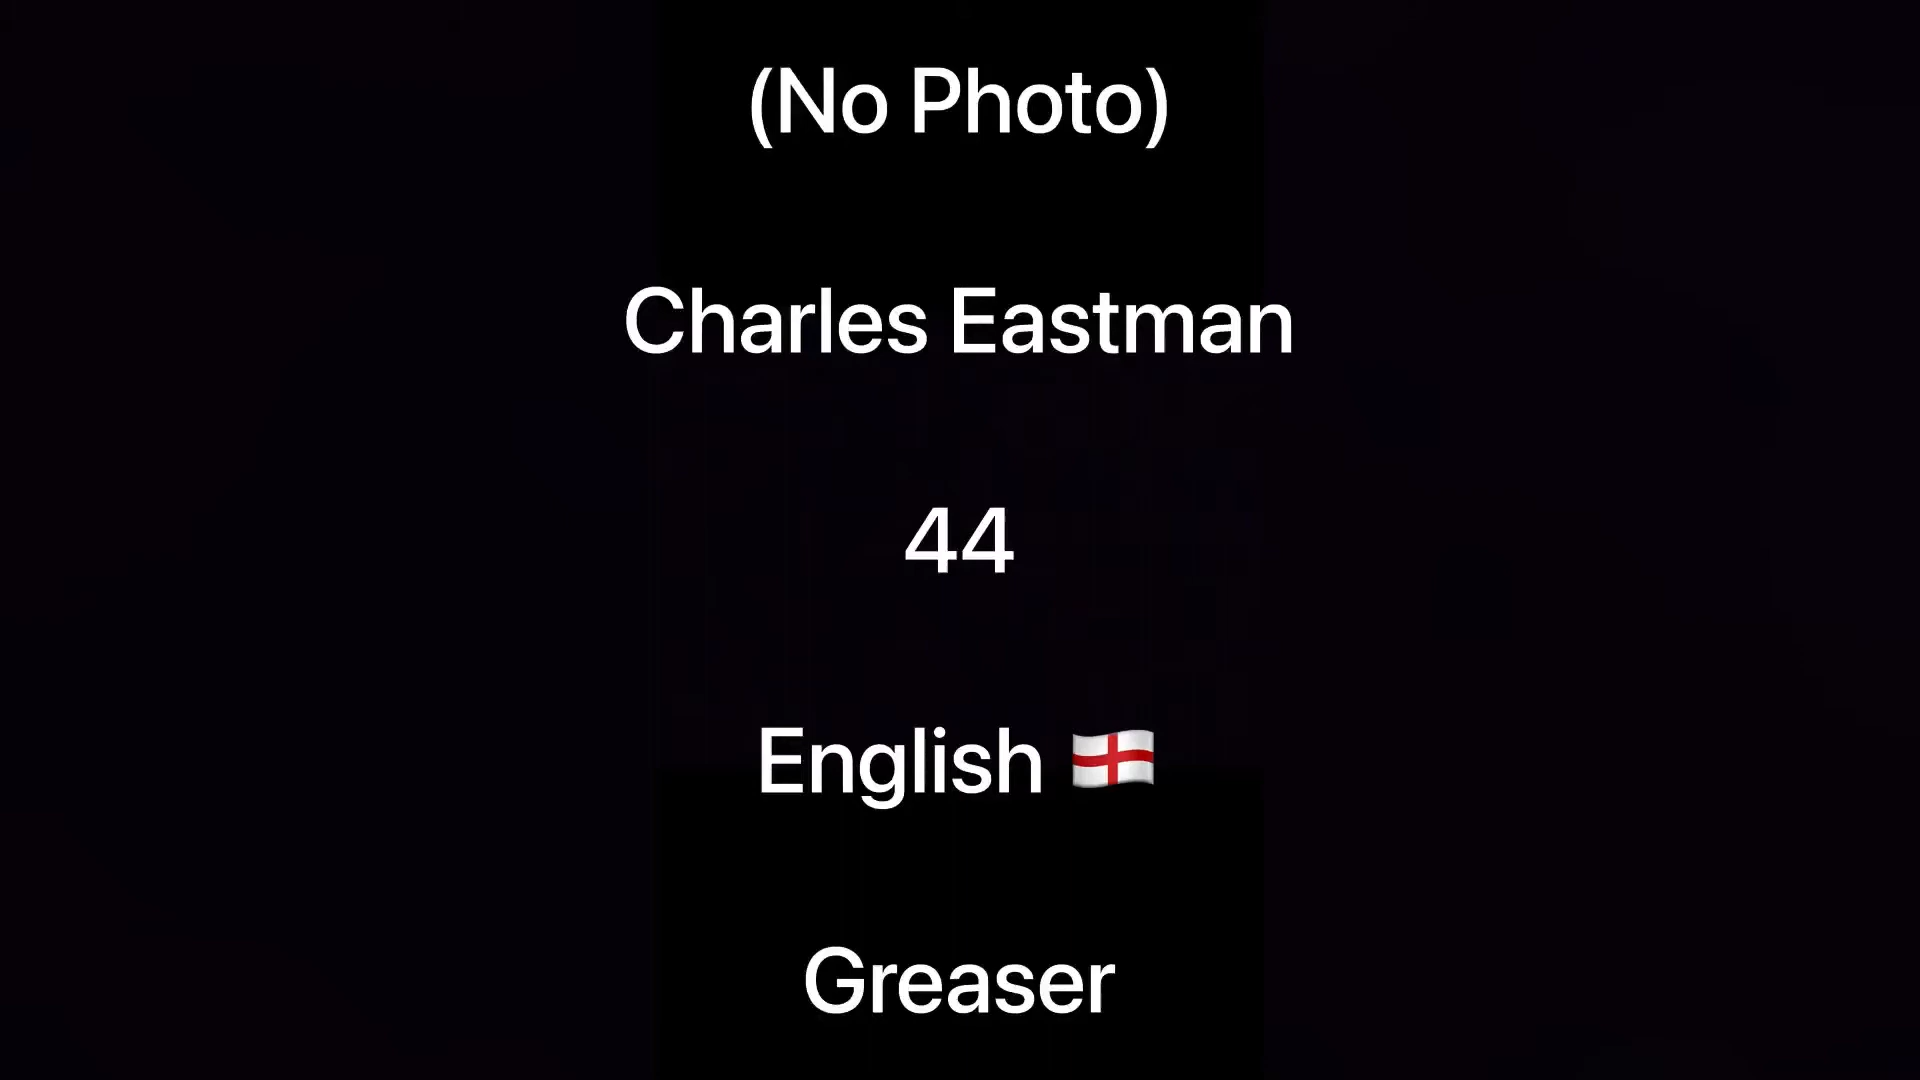 (No Photo)
Charles Eastman
44
English 🏴󠁧󠁢󠁥󠁮󠁧󠁿
Greaser